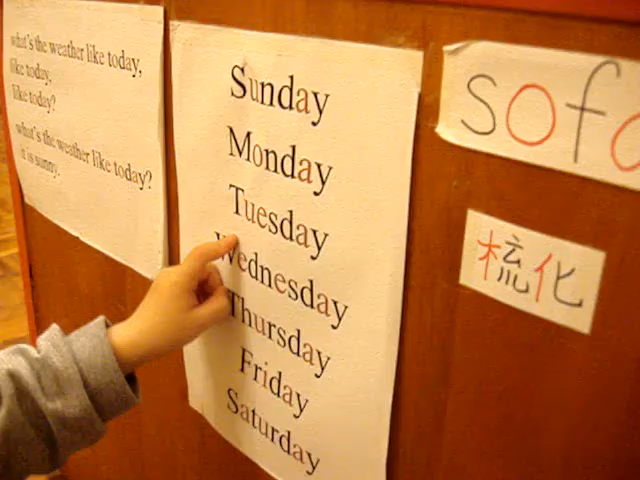 what's the weather like today,
like today,
like today?
what's the weather like today?
it is sunny.
Sunday
Monday
Tuesday
Wednesday
Thursday
Friday
Saturday
sofa
梳化